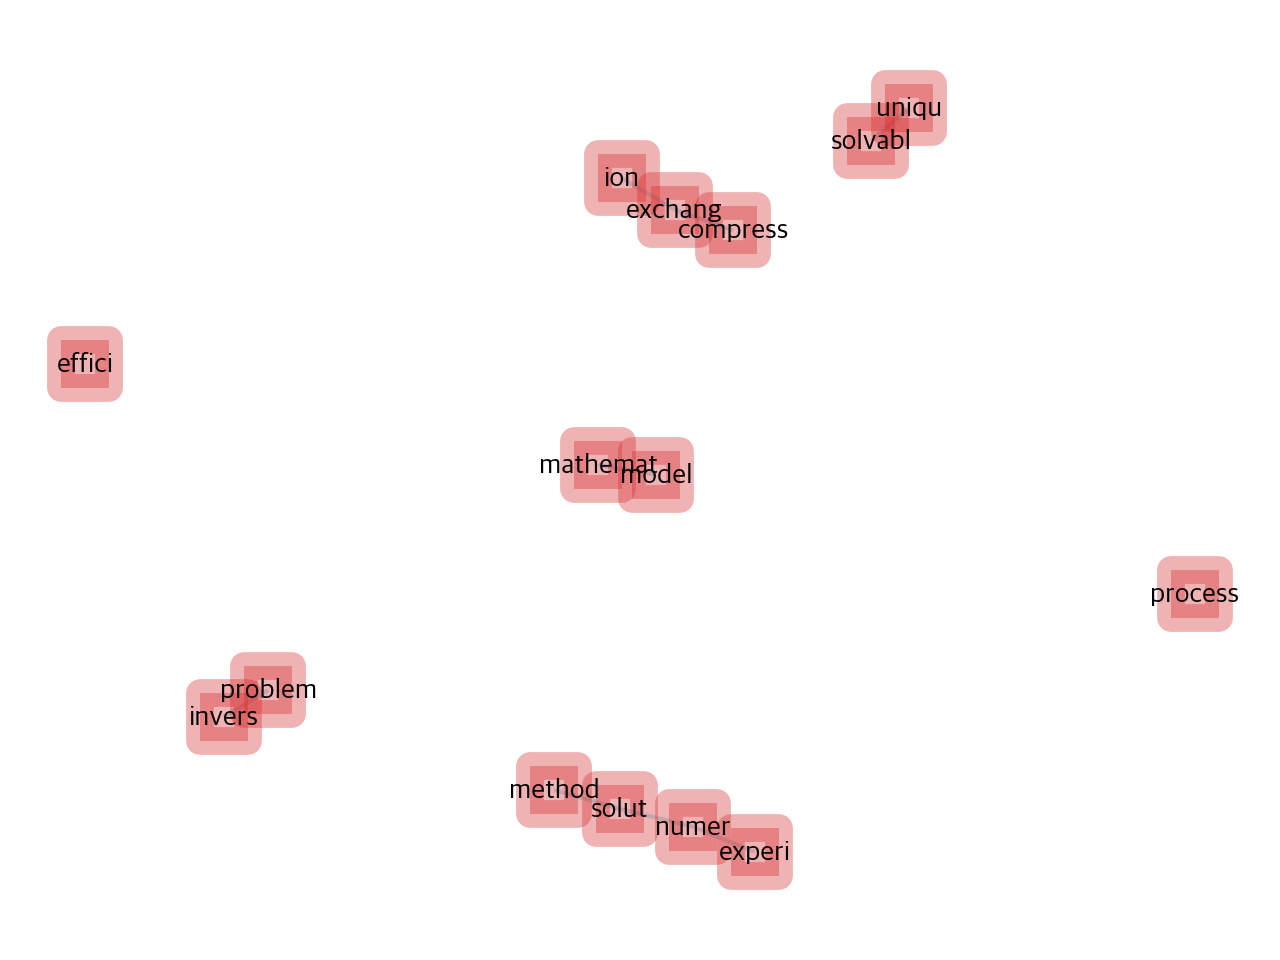 uniqu
solvabl
ion
exchang
compress
effici
mathemat
model
process
problem
invers
method
solut
numer
experi